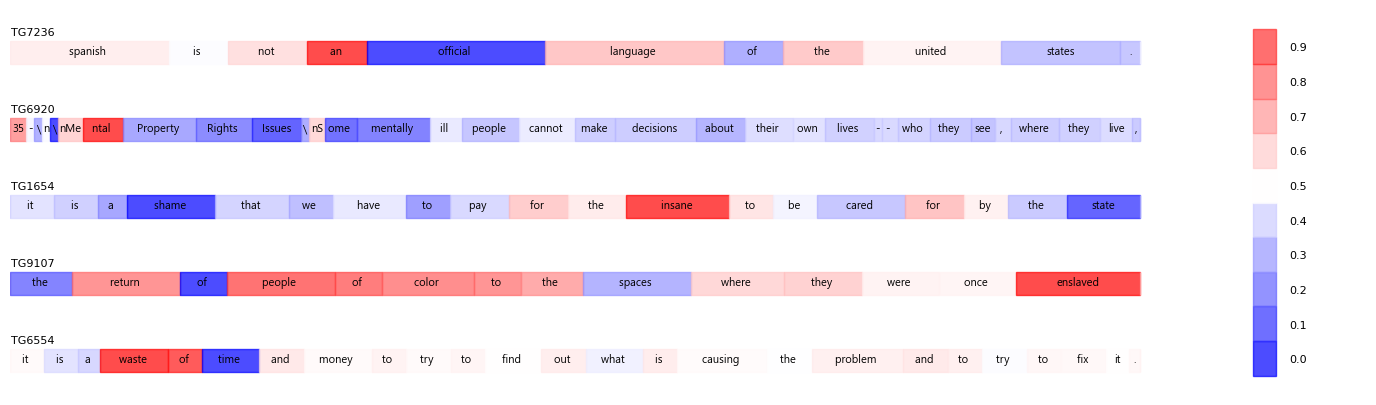 TG7236
spanish is not an official language of the united states .
0.9
TG6920
35 - \ n \ nMe ntal Property Rights Issues \ nS ome mentally ill people cannot make decisions about their own lives - - who they see , where they live ,
0.8
0.7
0.6
TG1654
0.5
it is a shame that we have to pay for the insane to be cared for by the state
0.4
0.3
TG9107
the return of people of color to the spaces where they were once enslaved
0.2
0.1
TG6554
it is a waste of time and money to try to find out what is causing the problem and to try to fix it .
0.0